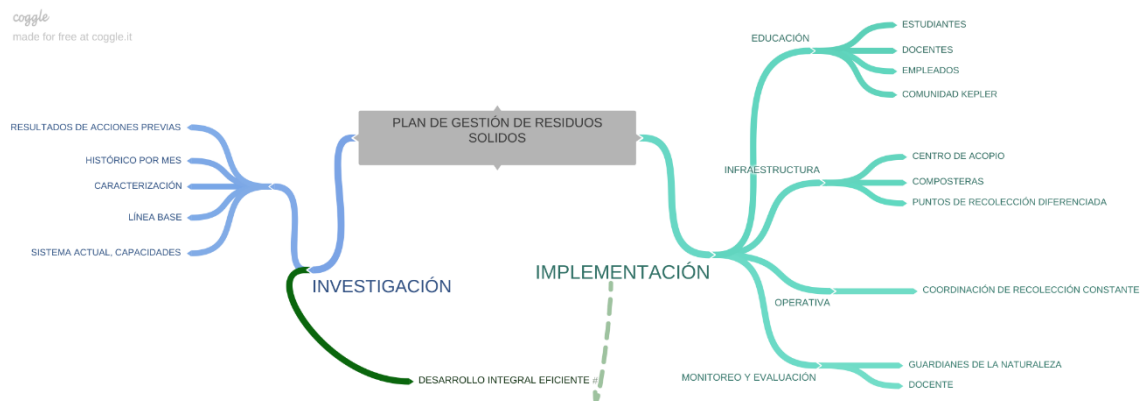 coggle
made for free at coggle.it
PLAN DE GESTIÓN DE RESIDUOS
SOLIDOS
RESULTADOS DE ACCIONES PREVIAS
HISTÓRICO POR MES
CARACTERIZACIÓN
LÍNEA BASE
SISTEMA ACTUAL, CAPACIDADES
INVESTIGACIÓN
DESARROLLO INTEGRAL EFICIENTE #
IMPLEMENTACIÓN
EDUCACIÓN
ESTUDIANTES
DOCENTES
EMPLEADOS
COMUNIDAD KEPLER
INFRAESTRUCTURA
CENTRO DE ACOPIO
COMPOSTERAS
PUNTOS DE RECOLECCIÓN DIFERENCIADA
OPERATIVA
COORDINACIÓN DE RECOLECCIÓN CONSTANTE
MONITOREO Y EVALUACIÓN
GUARDIANES DE LA NATURALEZA
DOCENTE